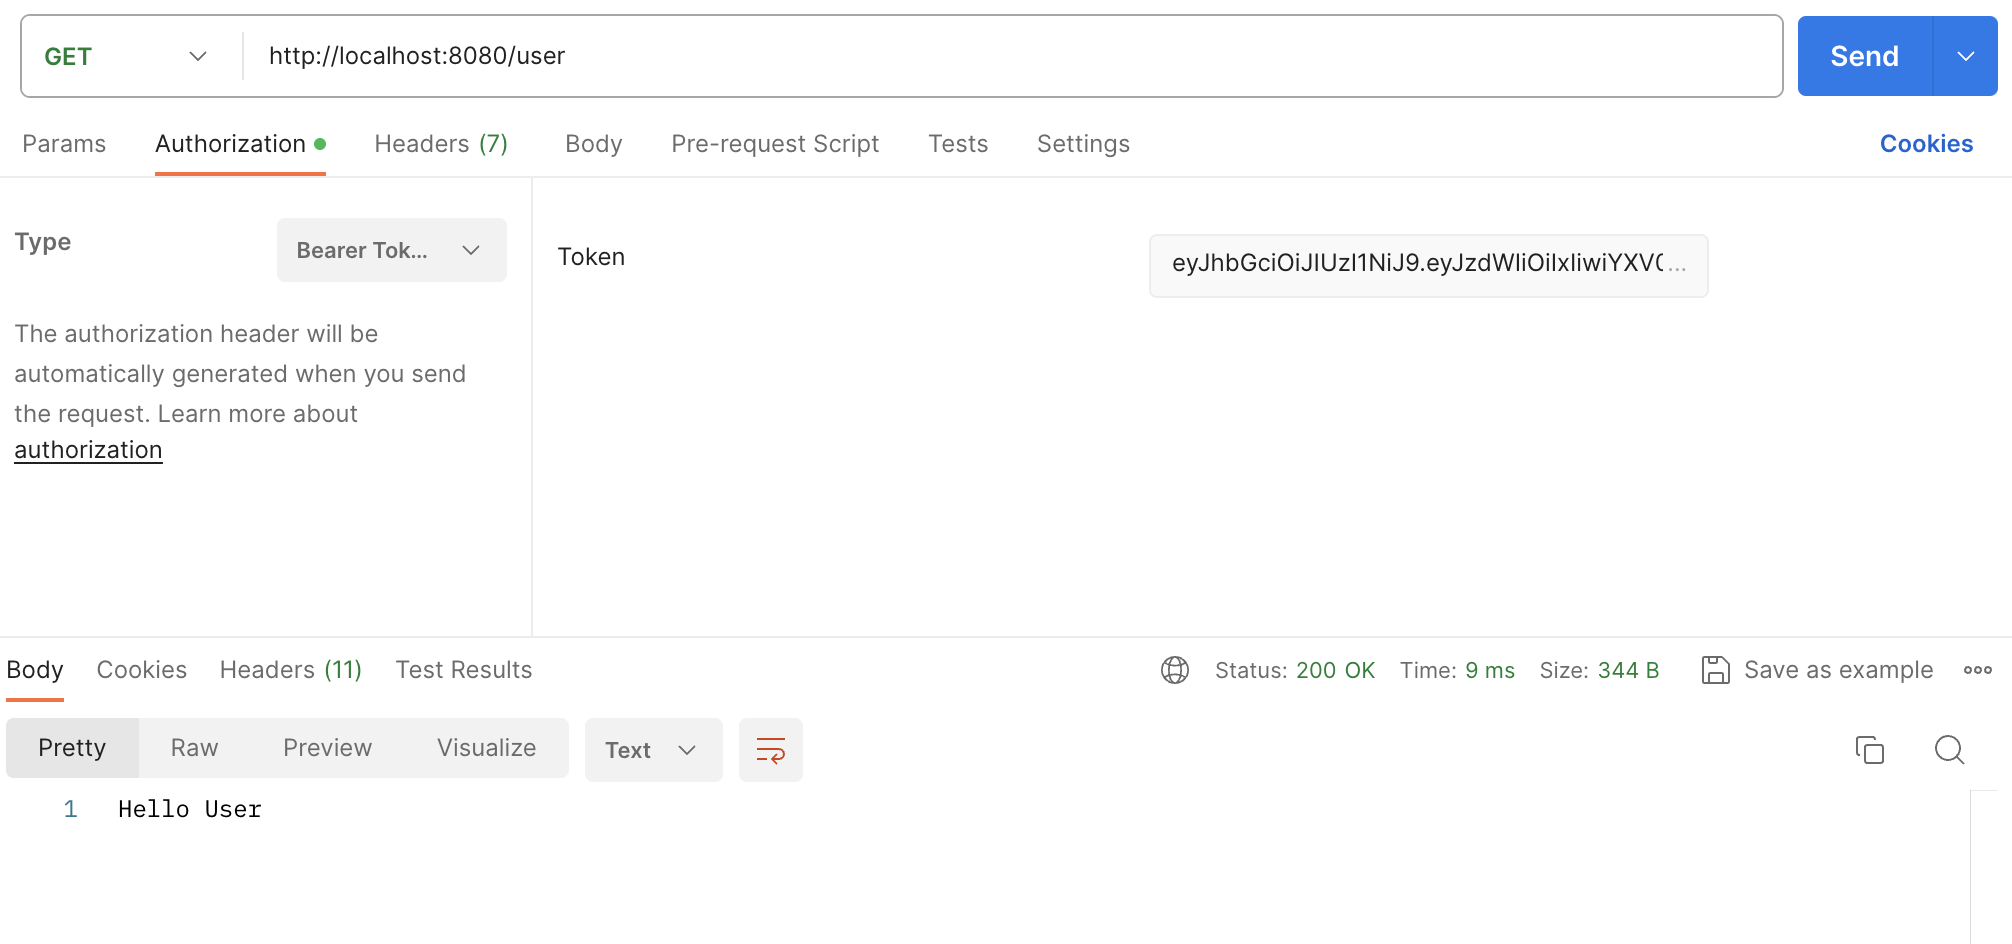 GET http://localhost:8080/user Send
Params Authorization Headers (7) Body Pre-request Script Tests Settings Cookies
Type Bearer Tok...
The authorization header will be
automatically generated when you send
the request. Learn more about
authorization
Token eyJhbGciOiJIUzI1NiJ9.eyJzdWIiOiIxIiwiYXV0...
Body Cookies Headers (11) Test Results Status: 200 OK Time: 9 ms Size: 344 B Save as example
Pretty Raw Preview Visualize Text
1 Hello User